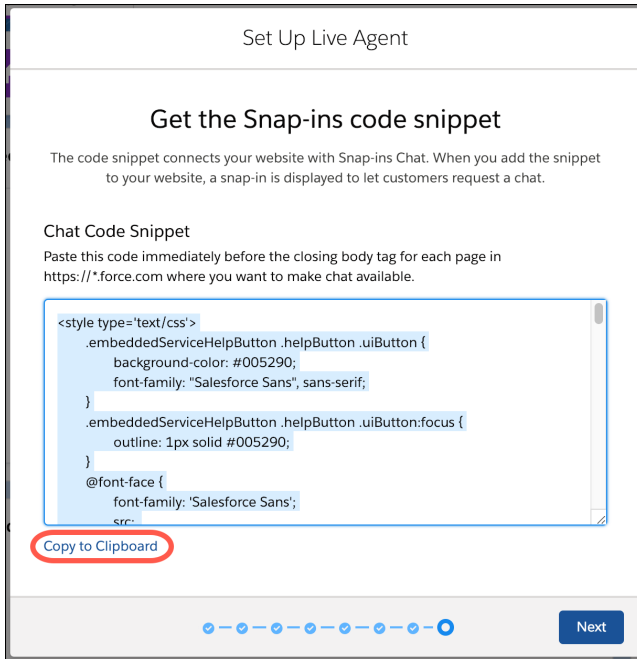 Set Up Live Agent
Get the Snap-ins code snippet
The code snippet connects your website with Snap-ins Chat. When you add the snippet
to your website, a snap-in is displayed to let customers request a chat.
Chat Code Snippet
Paste this code immediately before the closing body tag for each page in
https://*.force.com where you want to make chat available.
<style type='text/css'>
.embeddedServiceHelpButton .helpButton .uiButton {
background-color: #005290;
font-family: "Salesforce Sans", sans-serif;
}
.embeddedServiceHelpButton .helpButton .uiButton:focus {
outline: 1px solid #005290;
}
@font-face {
font-family: 'Salesforce Sans';
src:
Copy to Clipboard
Next